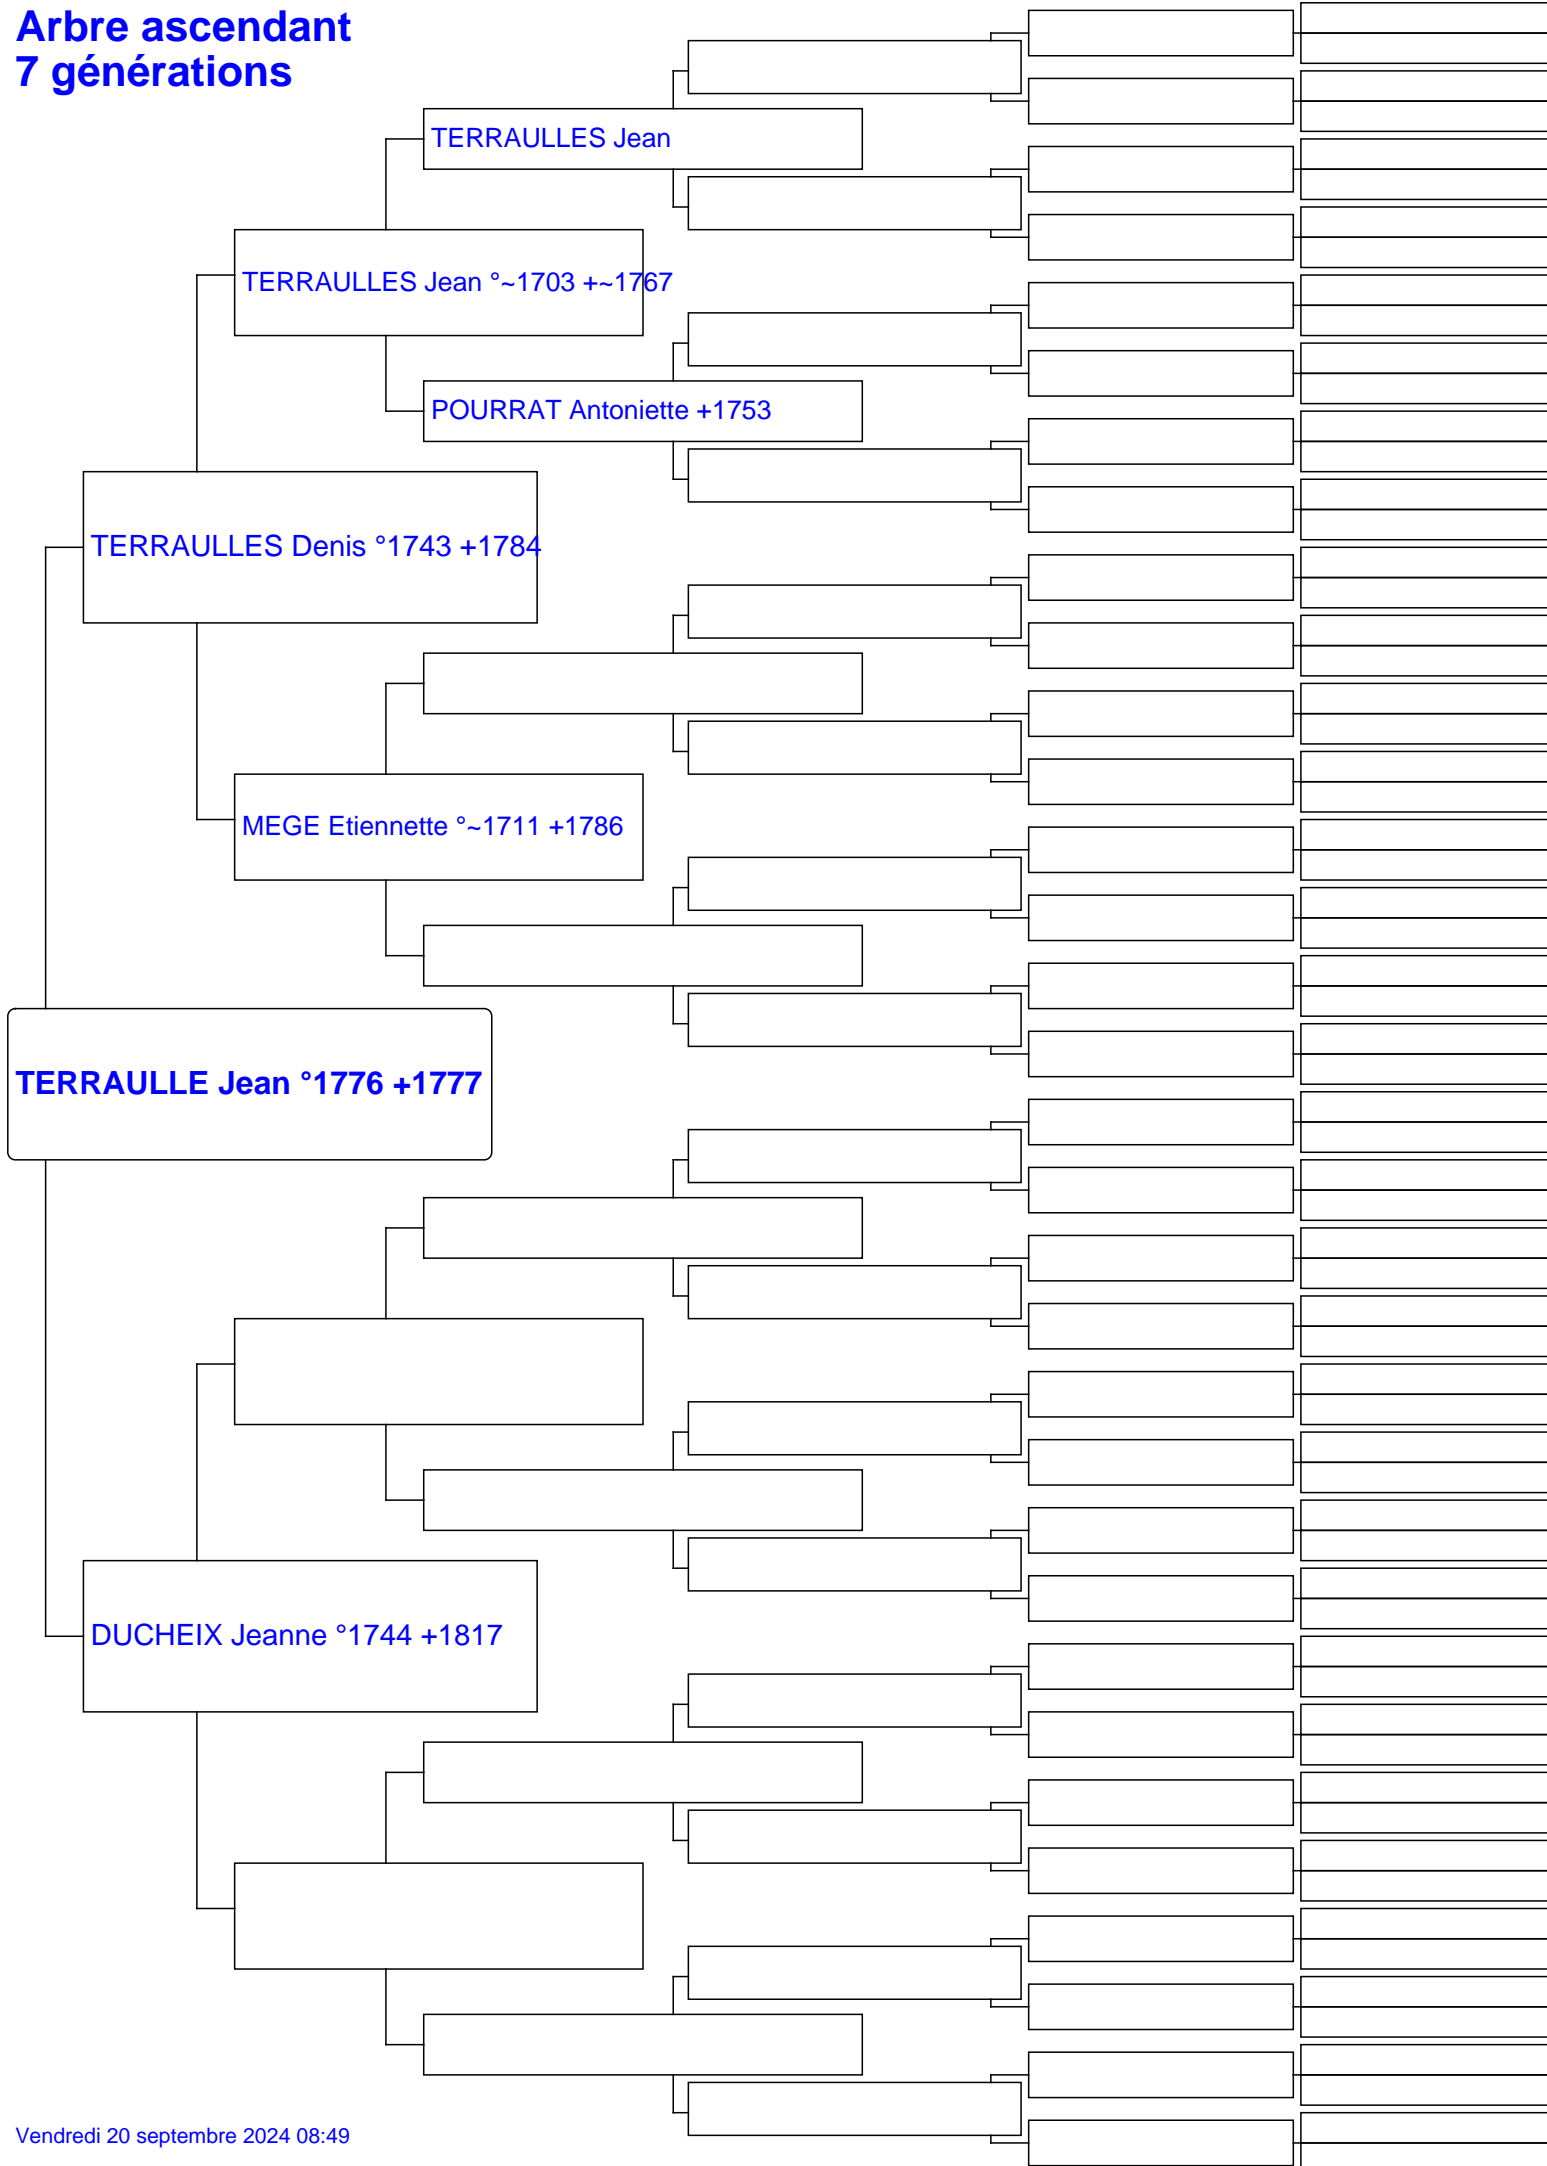 Arbre ascendant
7 générations
TERRAULLES Jean
TERRAULLES Jean °~1703 +~1767
POURRAT Antoniette +1753
TERRAULLES Denis °1743 +1784
MEGE Etiennette °~1711 +1786
TERRAULLE Jean °1776 +1777
DUCHEIX Jeanne °1744 +1817
Vendredi 20 septembre 2024 08:49